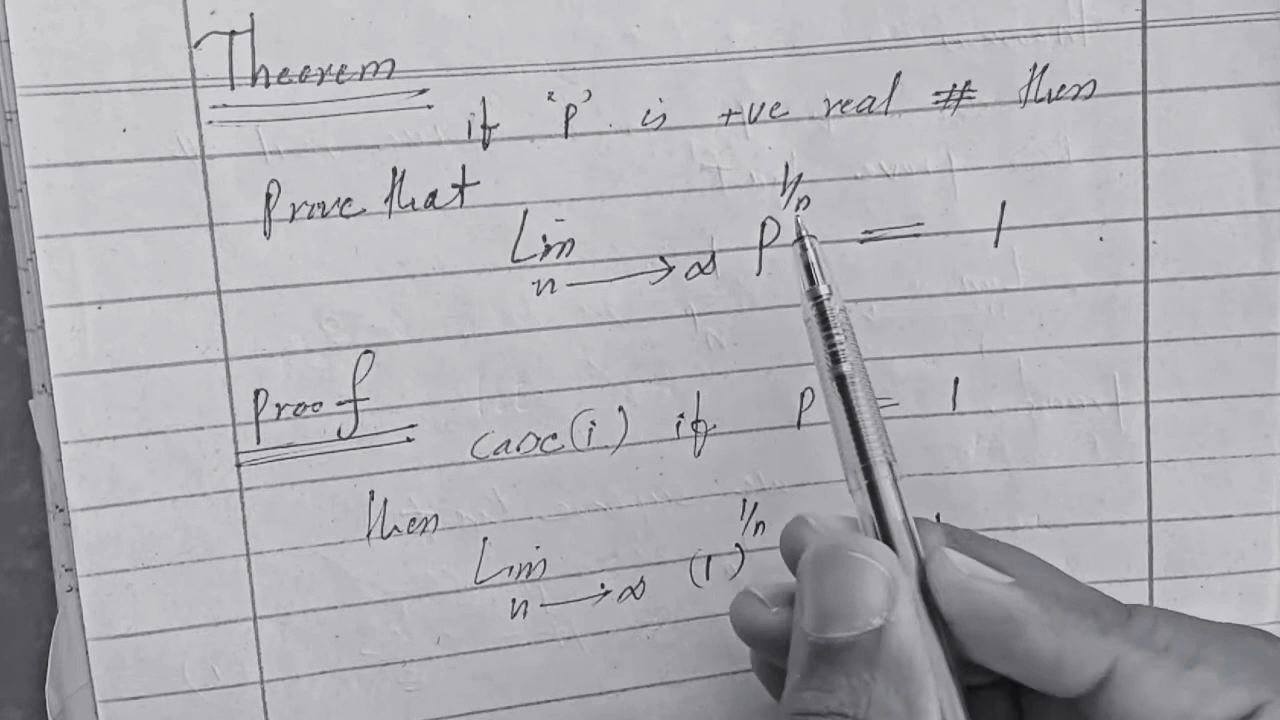 Theorem
if 'P' is +ve real # then
Prove that
Lim n→∞ P^1/n = 1
Proof case(i) if P = 1
then
Lim n→∞ (1)^1/n